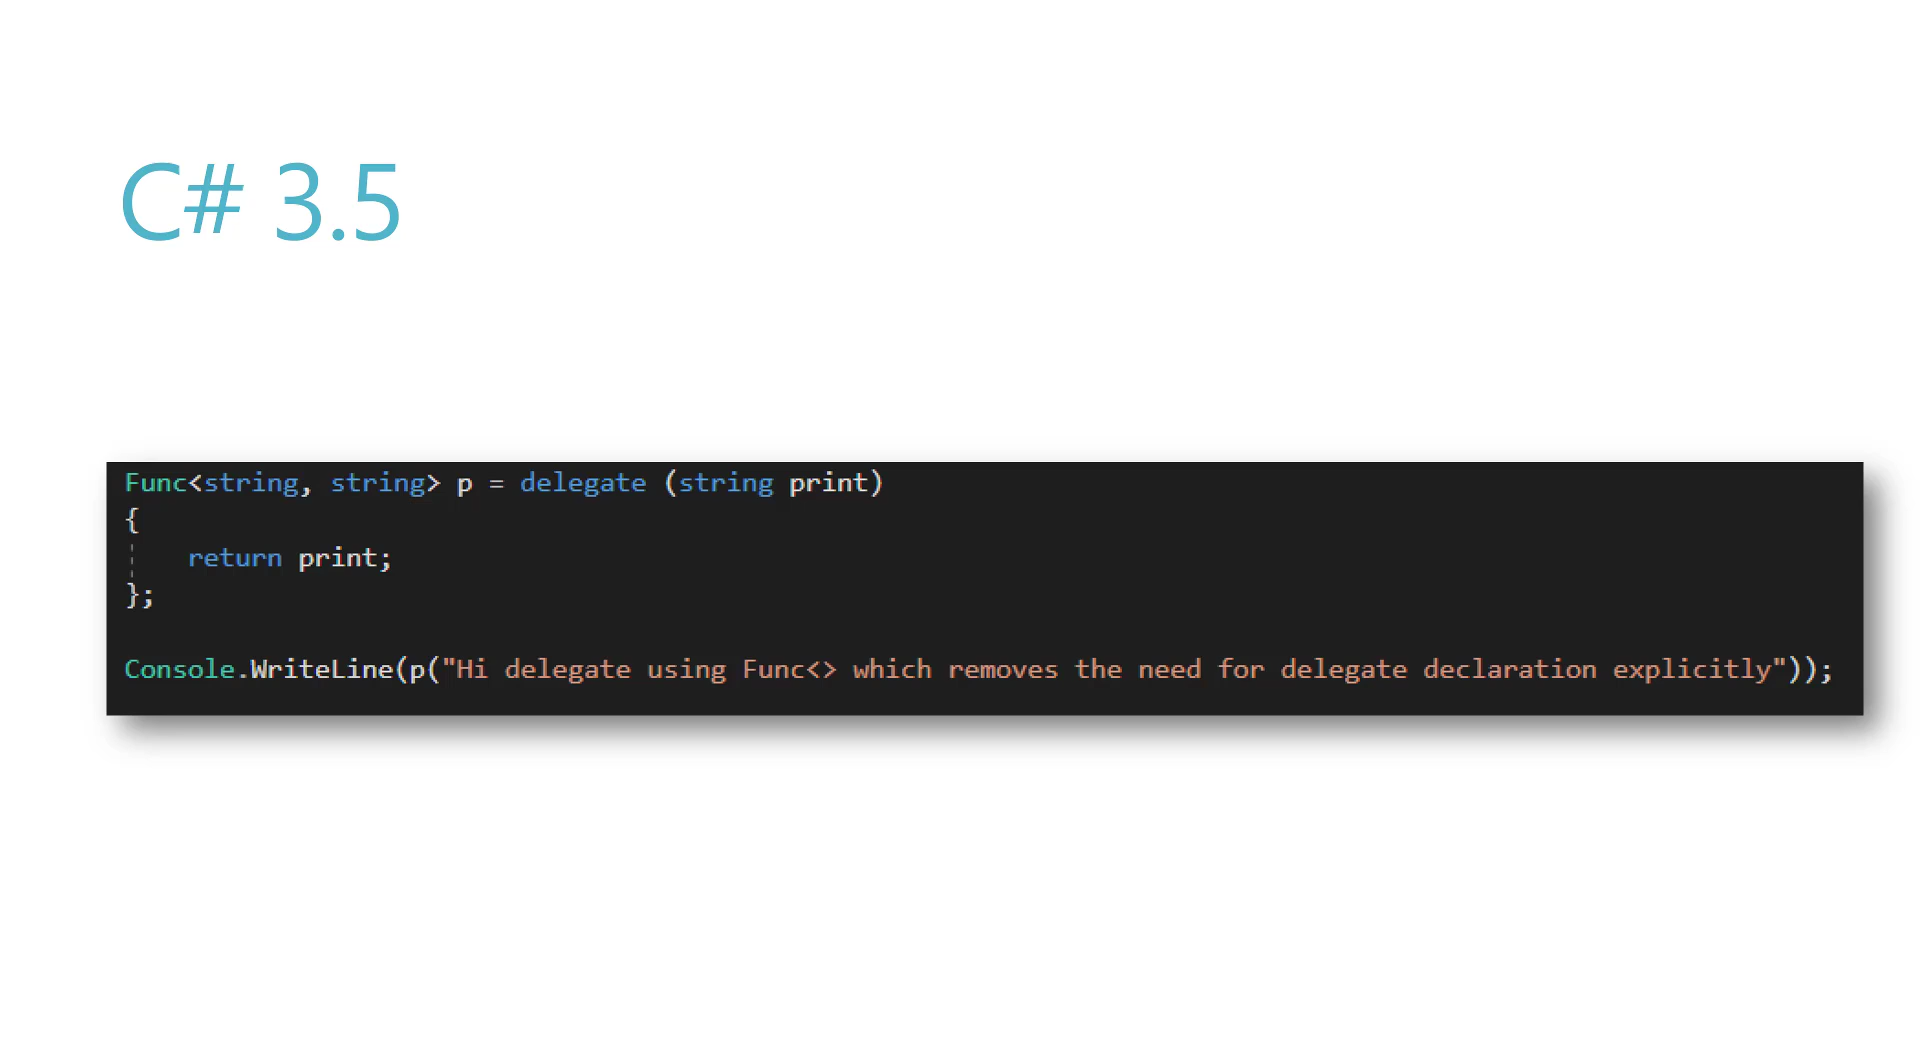 C# 3.5
Func<string, string> p = delegate (string print)
{
return print;
};
Console.WriteLine(p("Hi delegate using Func<> which removes the need for delegate declaration explicitly"));